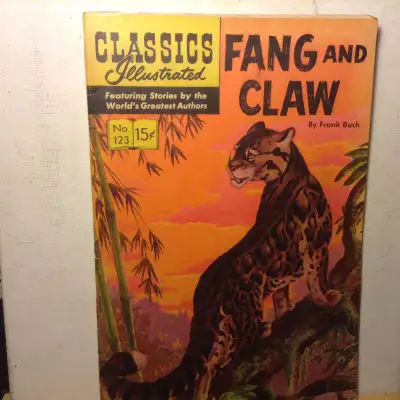 CLASSICS
Illustrated
Featuring Stories by the
World's Greatest Authors
No.
123
15¢
FANG AND
CLAW
By Frank Buck